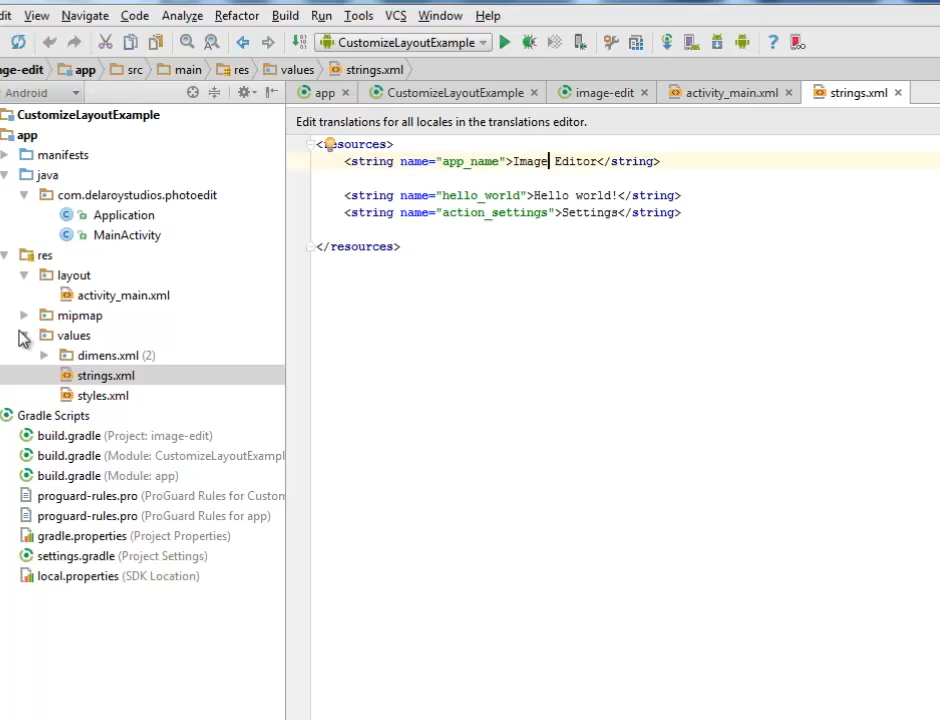 dit View Navigate Code Analyze Refactor Build Run Tools VCS Window Help
CustomizeLayoutExample
ge-edit app src main res values strings.xml
Android app CustomizeLayoutExample image-edit activity_main.xml strings.xml
Edit translations for all locales in the translations editor.
CustomizeLayoutExample
app
manifests
java
com.delaroystudios.photoedit
Application
MainActivity
res
layout
activity_main.xml
mipmap
values
dimens.xml (2)
strings.xml
styles.xml
Gradle Scripts
build.gradle (Project: image-edit)
build.gradle (Module: CustomizeLayoutExampl
build.gradle (Module: app)
proguard-rules.pro (ProGuard Rules for Custon
proguard-rules.pro (ProGuard Rules for app)
gradle.properties (Project Properties)
settings.gradle (Project Settings)
local.properties (SDK Location)
<resources>
<string name="app_name">Image Editor</string>
<string name="hello_world">Hello world!</string>
<string name="action_settings">Settings</string>
</resources>